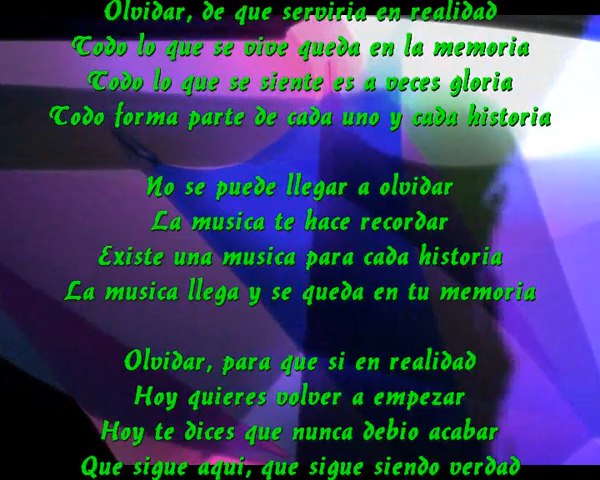 Olvidar, de que serviria en realidad
Todo lo que se vive queda en la memoria
Todo lo que se siente es a veces gloria
Todo forma parte de cada uno y cada historia
No se puede llegar a olvidar
La musica te hace recordar
Existe una musica para cada historia
La musica llega y se queda en tu memoria
Olvidar, para que si en realidad
Hoy quieres volver a empezar
Hoy te dices que nunca debio acabar
Que sigue aqui, que sigue siendo verdad